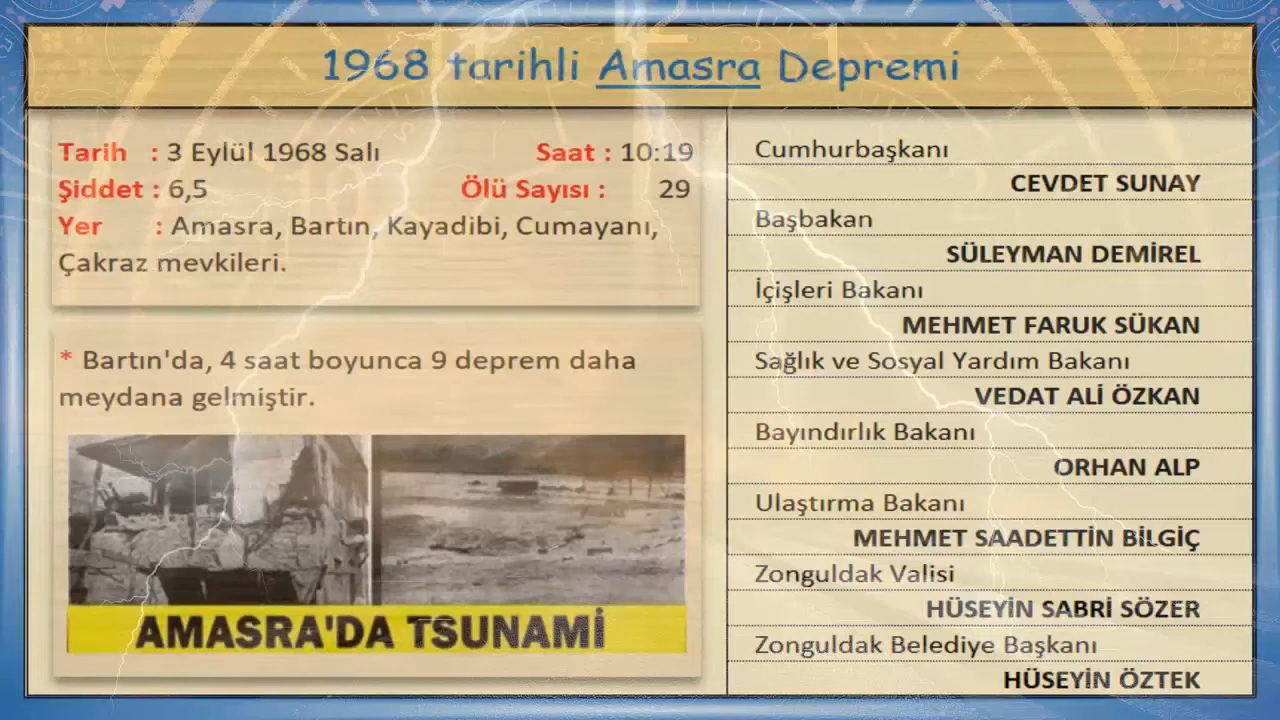 1968 tarihli Amasra Depremi
Tarih : 3 Eylül 1968 Salı Saat : 10:19
Şiddet : 6,5 Ölü Sayısı : 29
Yer : Amasra, Bartın, Kayadibi, Cumayanı,
Çakraz mevkileri.
* Bartın'da, 4 saat boyunca 9 deprem daha
meydana gelmiştir.
AMASRA'DA TSUNAMİ
Cumhurbaşkanı
CEVDET SUNAY
Başbakan
SÜLEYMAN DEMİREL
İçişleri Bakanı
MEHMET FARUK SÜKAN
Sağlık ve Sosyal Yardım Bakanı
VEDAT ALİ ÖZKAN
Bayındırlık Bakanı
ORHAN ALP
Ulaştırma Bakanı
MEHMET SAADETTİN BİLGİÇ
Zonguldak Valisi
HÜSEYİN SABRİ SÖZER
Zonguldak Belediye Başkanı
HÜSEYİN ÖZTEK